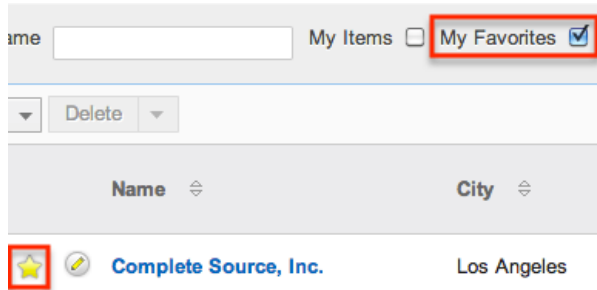 ame My Items My Favorites
Delete
Name City
Complete Source, Inc. Los Angeles